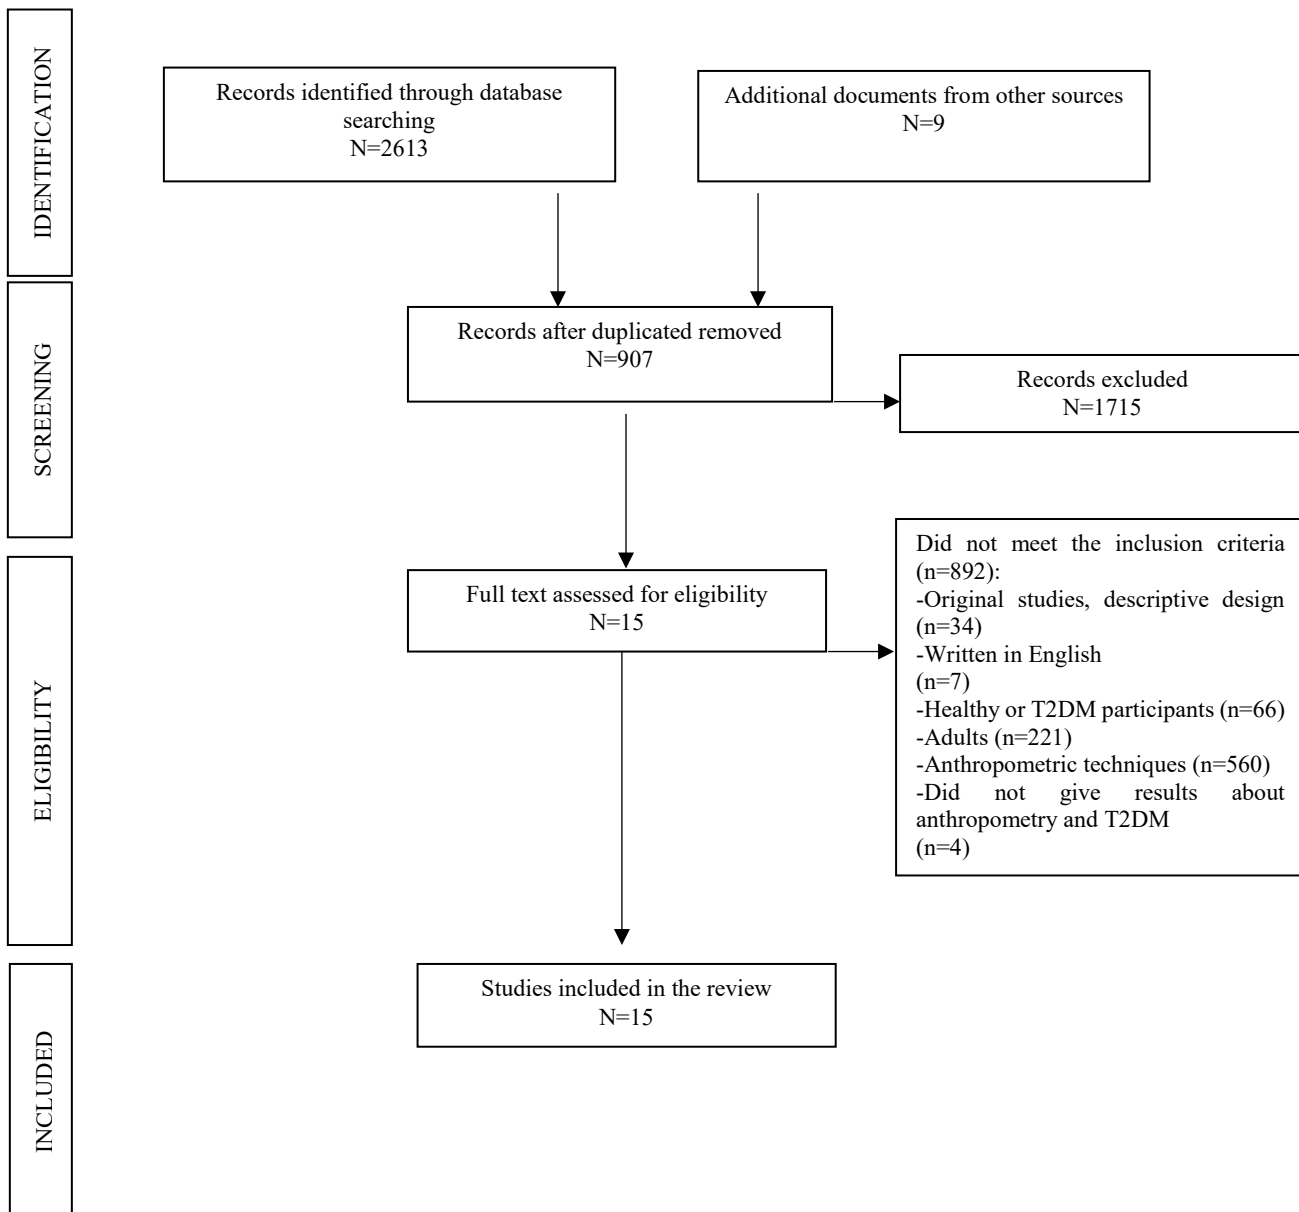 IDENTIFICATION
Records identified through database
searching
N=2613
Additional documents from other sources
N=9
SCREENING
Records after duplicated removed
N=907
Records excluded
N=1715
ELIGIBILITY
Full text assessed for eligibility
N=15
Did not meet the inclusion criteria
(n=892):
-Original studies, descriptive design
(n=34)
-Written in English
(n=7)
-Healthy or T2DM participants (n=66)
-Adults (n=221)
-Anthropometric techniques (n=560)
-Did not give results about
anthropometry and T2DM
(n=4)
INCLUDED
Studies included in the review
N=15